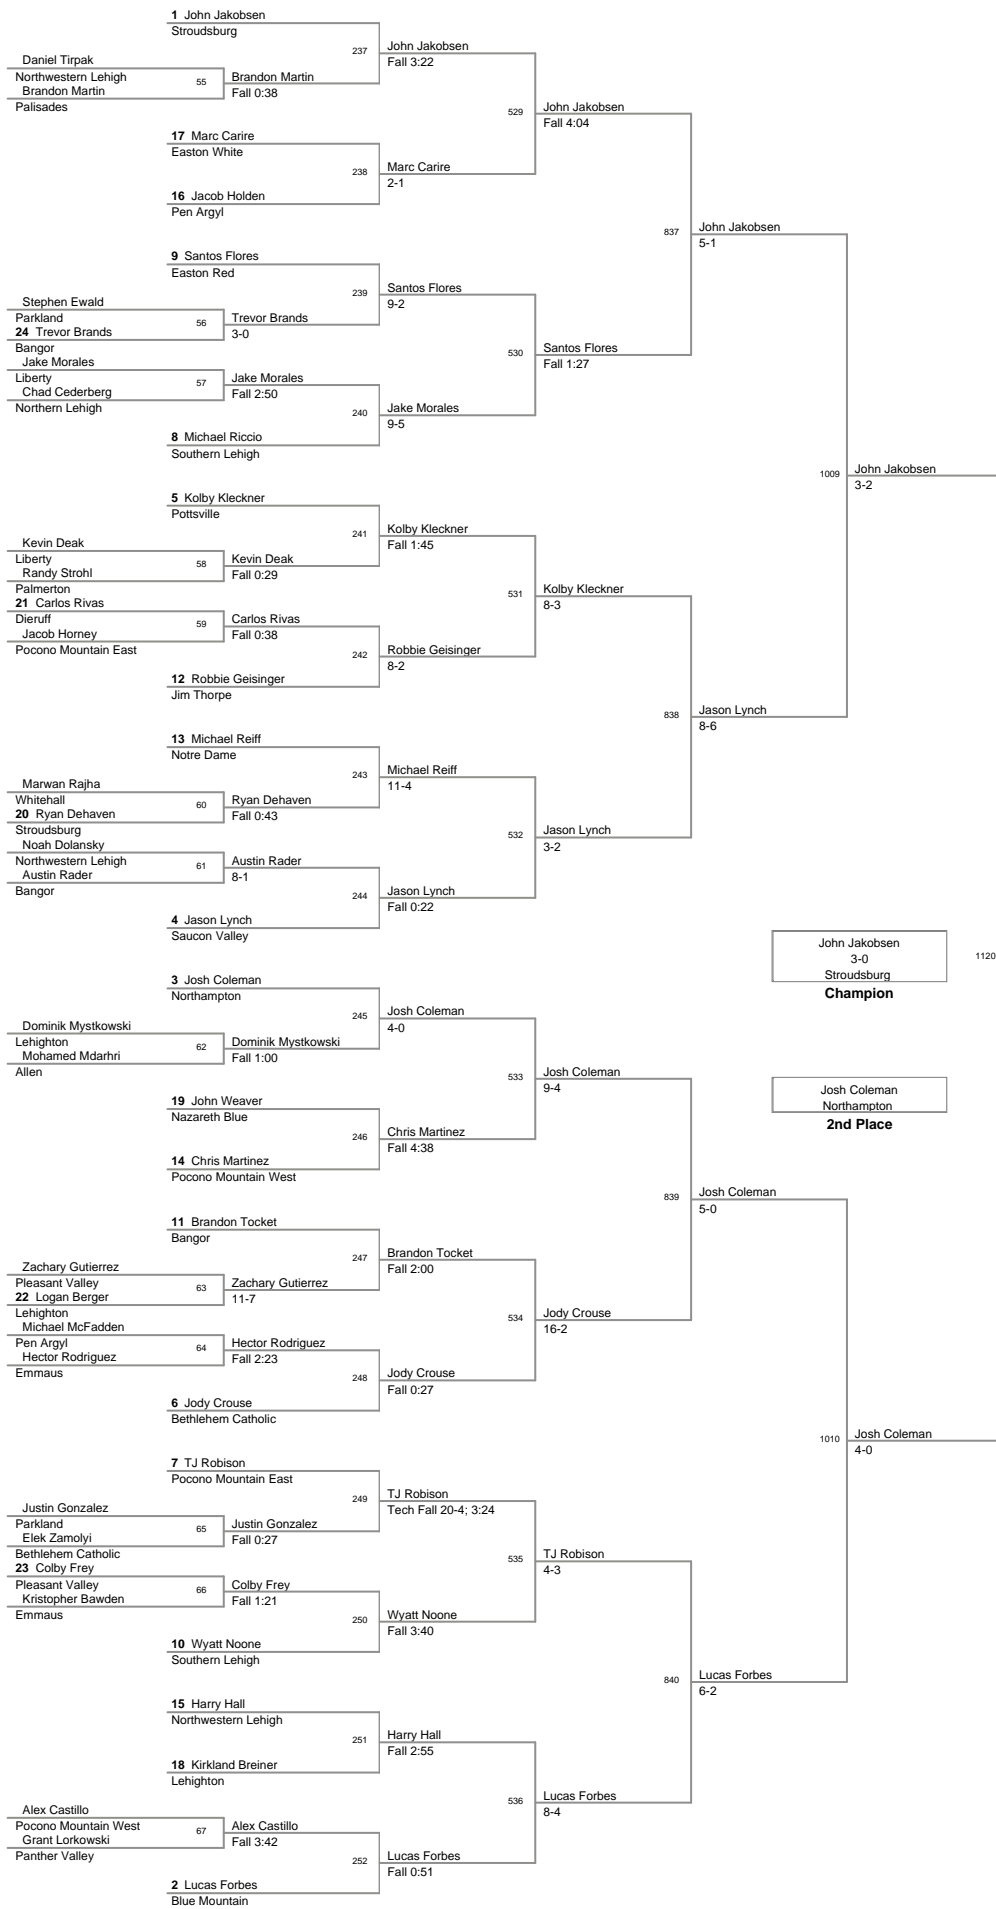 1 John Jakobsen
Stroudsburg
237
John Jakobsen
Fall 3:22
Daniel Tirpak
Northwestern Lehigh
55
Brandon Martin
Brandon Martin
Fall 0:38
Palisades
529
John Jakobsen
Fall 4:04
17 Marc Carire
Easton White
238
Marc Carire
2-1
16 Jacob Holden
Pen Argyl
837
John Jakobsen
5-1
9 Santos Flores
Easton Red
239
Santos Flores
9-2
Stephen Ewald
Parkland
56
Trevor Brands
24 Trevor Brands
3-0
Bangor
530
Santos Flores
Fall 1:27
Jake Morales
Liberty
57
Jake Morales
Chad Cederberg
Fall 2:50
Northern Lehigh
240
Jake Morales
9-5
8 Michael Riccio
Southern Lehigh
1009
John Jakobsen
3-2
5 Kolby Kleckner
Pottsville
241
Kolby Kleckner
Fall 1:45
Kevin Deak
Liberty
58
Kevin Deak
Randy Strohl
Fall 0:29
Palmerton
531
Kolby Kleckner
8-3
21 Carlos Rivas
Dieruff
59
Carlos Rivas
Jacob Horney
Fall 0:38
Pocono Mountain East
242
Robbie Geisinger
8-2
12 Robbie Geisinger
Jim Thorpe
838
Jason Lynch
8-6
13 Michael Reiff
Notre Dame
243
Michael Reiff
11-4
Marwan Rajha
Whitehall
60
Ryan Dehaven
20 Ryan Dehaven
Fall 0:43
Stroudsburg
532
Jason Lynch
3-2
Noah Dolansky
Northwestern Lehigh
61
Austin Rader
Austin Rader
8-1
Bangor
244
Jason Lynch
Fall 0:22
4 Jason Lynch
Saucon Valley
John Jakobsen
3-0
Stroudsburg
Champion
1120
3 Josh Coleman
Northampton
245
Josh Coleman
4-0
Dominik Mystkowski
Lehighton
62
Dominik Mystkowski
Mohamed Mdarhri
Fall 1:00
Allen
533
Josh Coleman
9-4
Josh Coleman
Northampton
2nd Place
19 John Weaver
Nazareth Blue
246
Chris Martinez
Fall 4:38
14 Chris Martinez
Pocono Mountain West
839
Josh Coleman
5-0
11 Brandon Tocket
Bangor
247
Brandon Tocket
Fall 2:00
Zachary Gutierrez
Pleasant Valley
63
Zachary Gutierrez
22 Logan Berger
11-7
Lehighton
534
Jody Crouse
16-2
Michael McFadden
Pen Argyl
64
Hector Rodriguez
Hector Rodriguez
Fall 2:23
Emmaus
248
Jody Crouse
Fall 0:27
6 Jody Crouse
Bethlehem Catholic
1010
Josh Coleman
4-0
7 TJ Robison
Pocono Mountain East
249
TJ Robison
Tech Fall 20-4; 3:24
Justin Gonzalez
Parkland
65
Justin Gonzalez
Elek Zamolyi
Fall 0:27
Bethlehem Catholic
535
TJ Robison
4-3
23 Colby Frey
Pleasant Valley
66
Colby Frey
Kristopher Bawden
Fall 1:21
Emmaus
250
Wyatt Noone
Fall 3:40
10 Wyatt Noone
Southern Lehigh
840
Lucas Forbes
6-2
15 Harry Hall
Northwestern Lehigh
251
Harry Hall
Fall 2:55
18 Kirkland Breiner
Lehighton
536
Lucas Forbes
8-4
Alex Castillo
Pocono Mountain West
67
Alex Castillo
Grant Lorkowski
Fall 3:42
Panther Valley
252
Lucas Forbes
Fall 0:51
2 Lucas Forbes
Blue Mountain